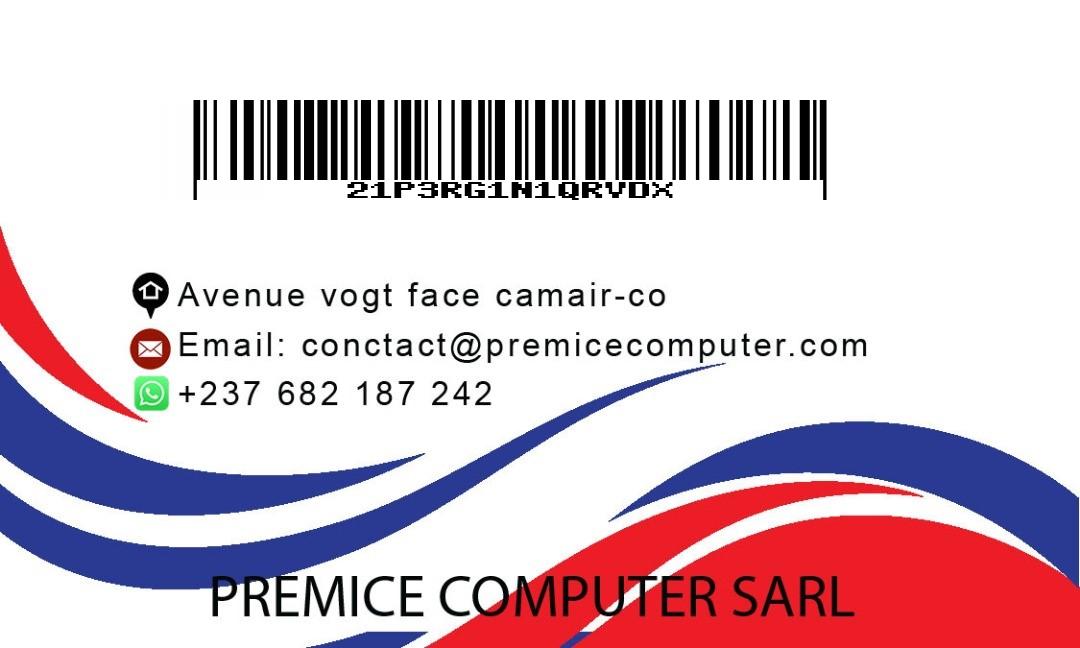 21P3RG1N1QRVDX
Avenue vogt face camair-co
Email: conctact@premicecomputer.com
+237 682 187 242
PREMICE COMPUTER SARL